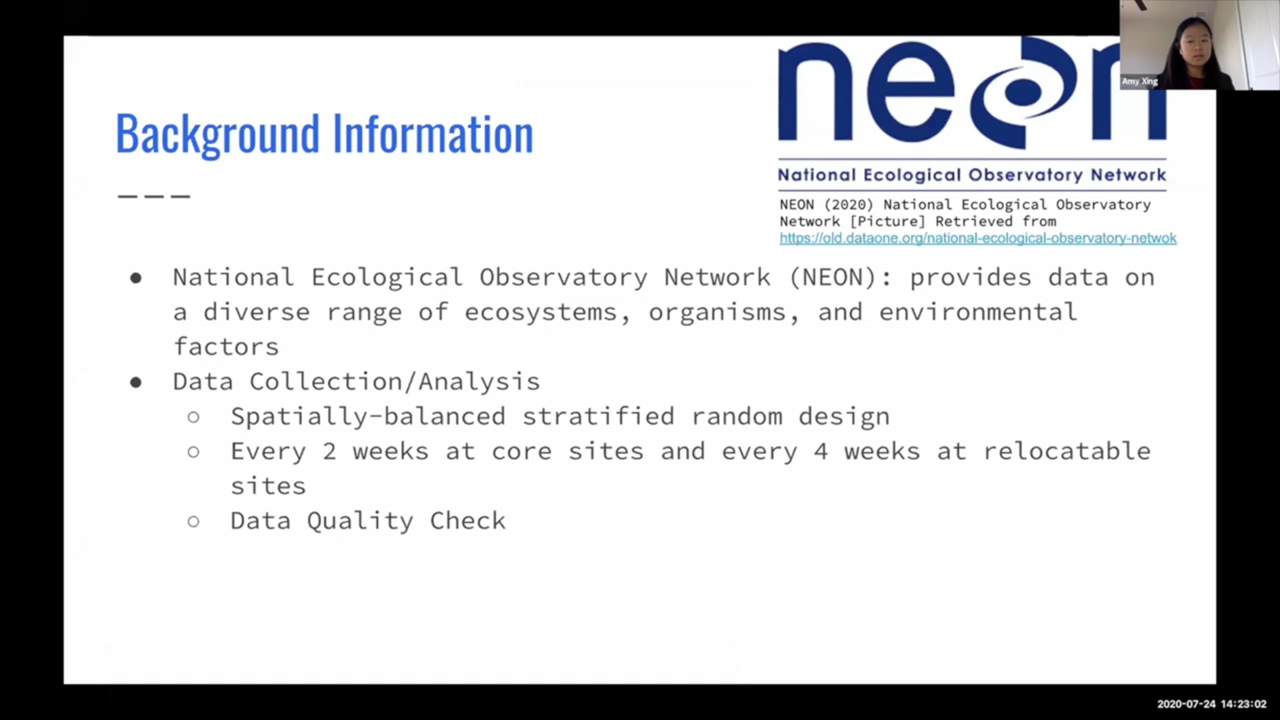 Background Information
neon
National Ecological Observatory Network
NEON (2020) National Ecological Observatory
Network [Picture] Retrieved from
https://old.dataone.org/national-ecological-observatory-netwok
Amy Xing
● National Ecological Observatory Network (NEON): provides data on
a diverse range of ecosystems, organisms, and environmental
factors
● Data Collection/Analysis
○ Spatially-balanced stratified random design
○ Every 2 weeks at core sites and every 4 weeks at relocatable
sites
○ Data Quality Check
2020-07-24 14:23:02